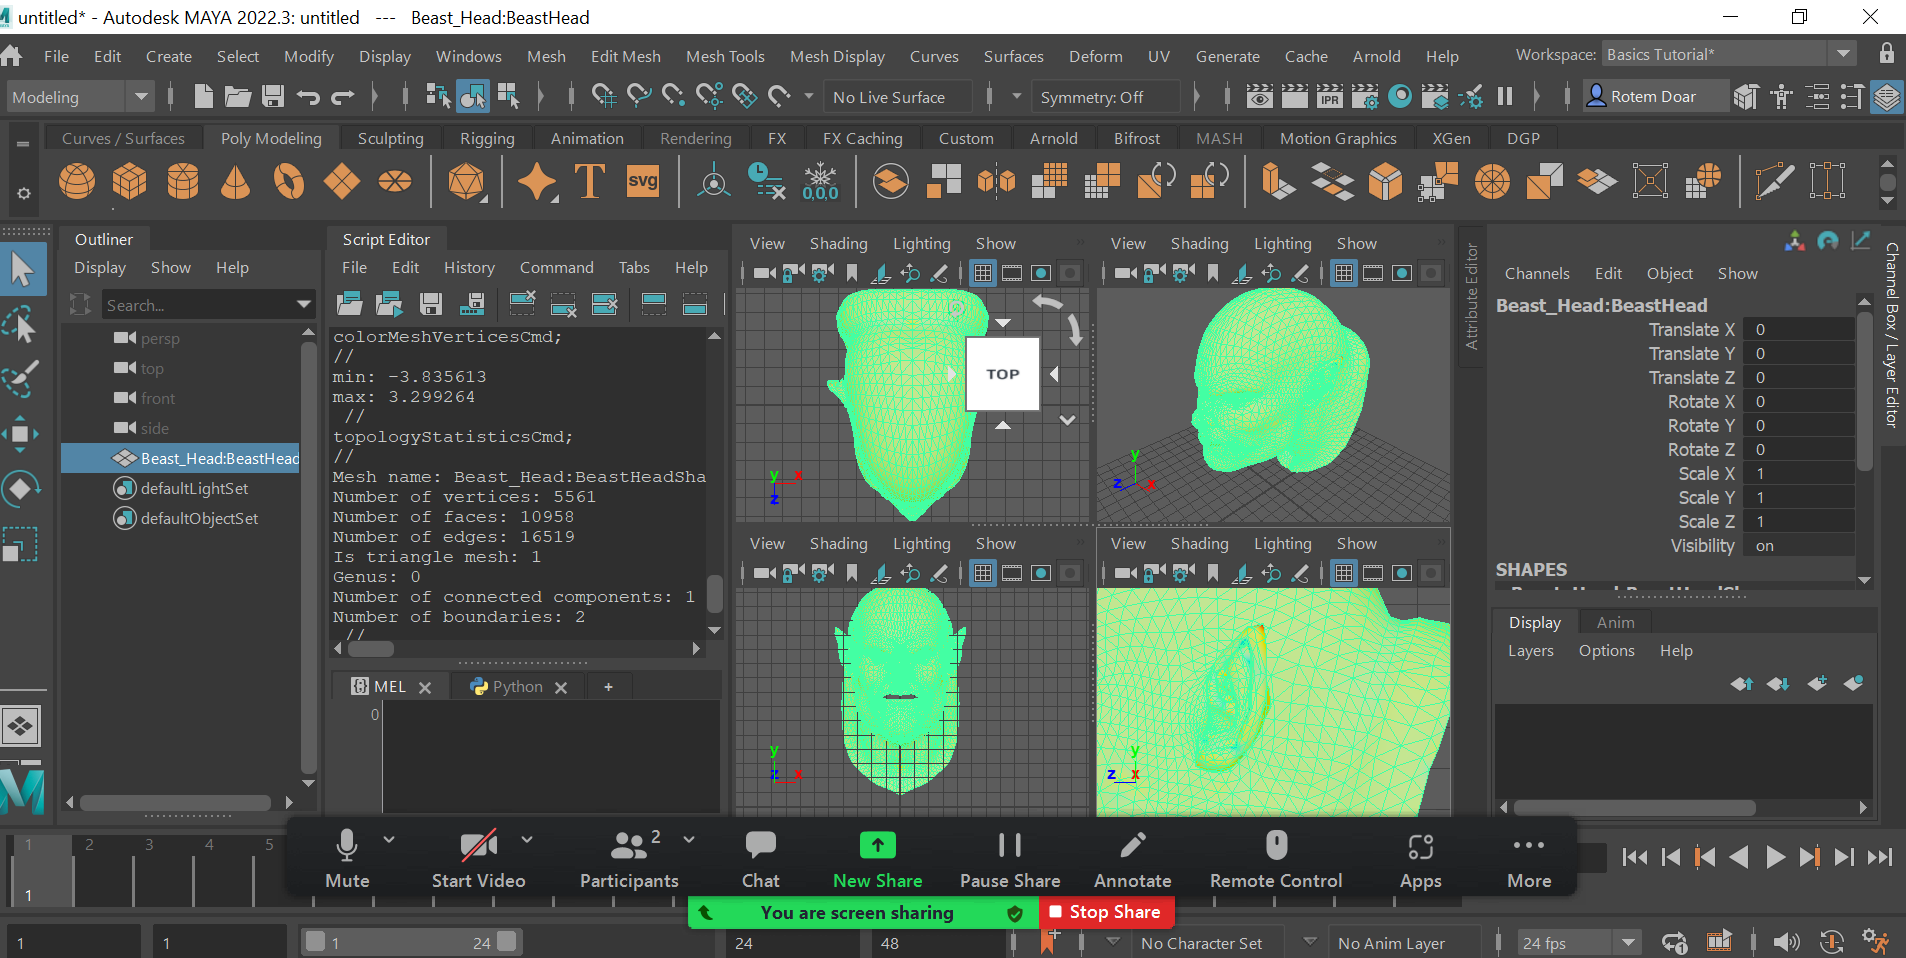 untitled* - Autodesk MAYA 2022.3: untitled --- Beast_Head:BeastHead
File Edit Create Select Modify Display Windows Mesh Edit Mesh Mesh Tools Mesh Display Curves Surfaces Deform UV Generate Cache Arnold Help Workspace: Basics Tutorial*
Modeling No Live Surface Symmetry: Off IPR Rotem Doar
Curves / Surfaces Poly Modeling Sculpting Rigging Animation Rendering FX FX Caching Custom Arnold Bifrost MASH Motion Graphics XGen DGP
T svg 0,0,0
Outliner
Display Show Help
Search...
persp
top
front
side
Beast_Head:BeastHead
defaultLightSet
defaultObjectSet
Script Editor
File Edit History Command Tabs Help
colorMeshVerticesCmd;
//
min: -3.835613
max: 3.299264
//
topologyStatisticsCmd;
//
Mesh name: Beast_Head:BeastHeadSha
Number of vertices: 5561
Number of faces: 10958
Number of edges: 16519
Is triangle mesh: 1
Genus: 0
Number of connected components: 1
Number of boundaries: 2
//
MEL Python +
0
View Shading Lighting Show
TOP
y x
z
View Shading Lighting Show
y
z x
View Shading Lighting Show
y
z x
View Shading Lighting Show
y
z x
Attribute Editor
Channels Edit Object Show
Beast_Head:BeastHead
Translate X 0
Translate Y 0
Translate Z 0
Rotate X 0
Rotate Y 0
Rotate Z 0
Scale X 1
Scale Y 1
Scale Z 1
Visibility on
SHAPES
Channel Box / Layer Editor
Display Anim
Layers Options Help
1 2 3 4 5
1
Mute Start Video Participants 2 Chat New Share Pause Share Annotate Remote Control Apps More
You are screen sharing Stop Share
1 1 1 24 24 48 No Character Set No Anim Layer 24 fps